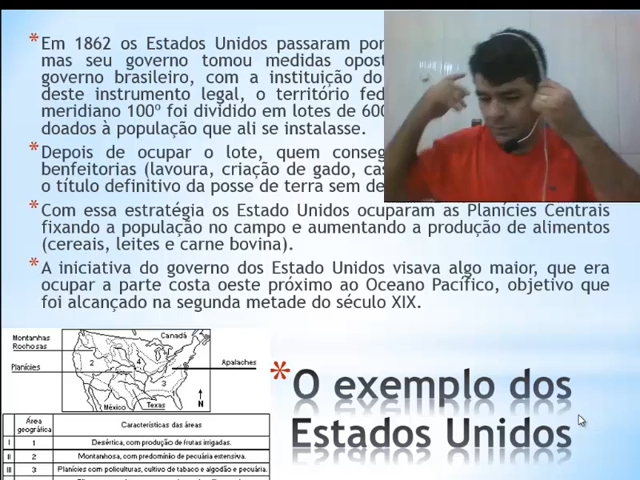 * Em 1862 os Estados Unidos passaram por
mas seu governo tomou medidas opost
governo brasileiro, com a instituição do
deste instrumento legal, o território fed
meridiano 100º foi dividido em lotes de 600
doados à população que ali se instalasse.
* Depois de ocupar o lote, quem conseg
benfeitorias (lavoura, criação de gado, cas
o título definitivo da posse de terra sem de
* Com essa estratégia os Estado Unidos ocuparam as Planícies Centrais
fixando a população no campo e aumentando a produção de alimentos
(cereais, leites e carne bovina).
* A iniciativa do governo dos Estado Unidos visava algo maior, que era
ocupar a parte costa oeste próximo ao Oceano Pacífico, objetivo que
foi alcançado na segunda metade do século XIX.
Montanhas
Rochosas
Canadá
Planícies
Apalaches
2
4
3
México
Texas
N
* O exemplo dos
Estados Unidos
Área geográfica Características das áreas
I 1 Desértica, com produção de frutas irrigadas.
II 2 Montanhosa, com predomínio de pecuária extensiva.
III 3 Planícies com policulturas, cultivo de tabaco e algodão e pecuária.